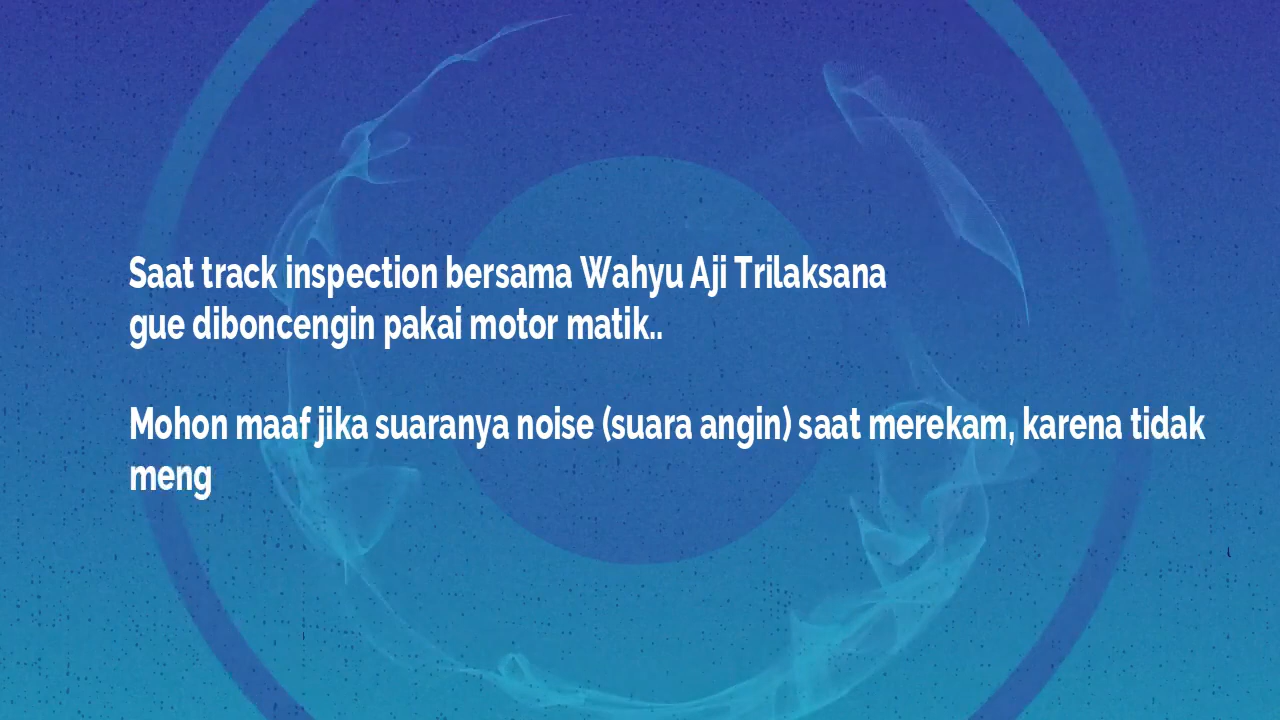 Saat track inspection bersama Wahyu Aji Trilaksana
gue diboncengin pakai motor matik..
Mohon maaf jika suaranya noise (suara angin) saat merekam, karena tidak
meng